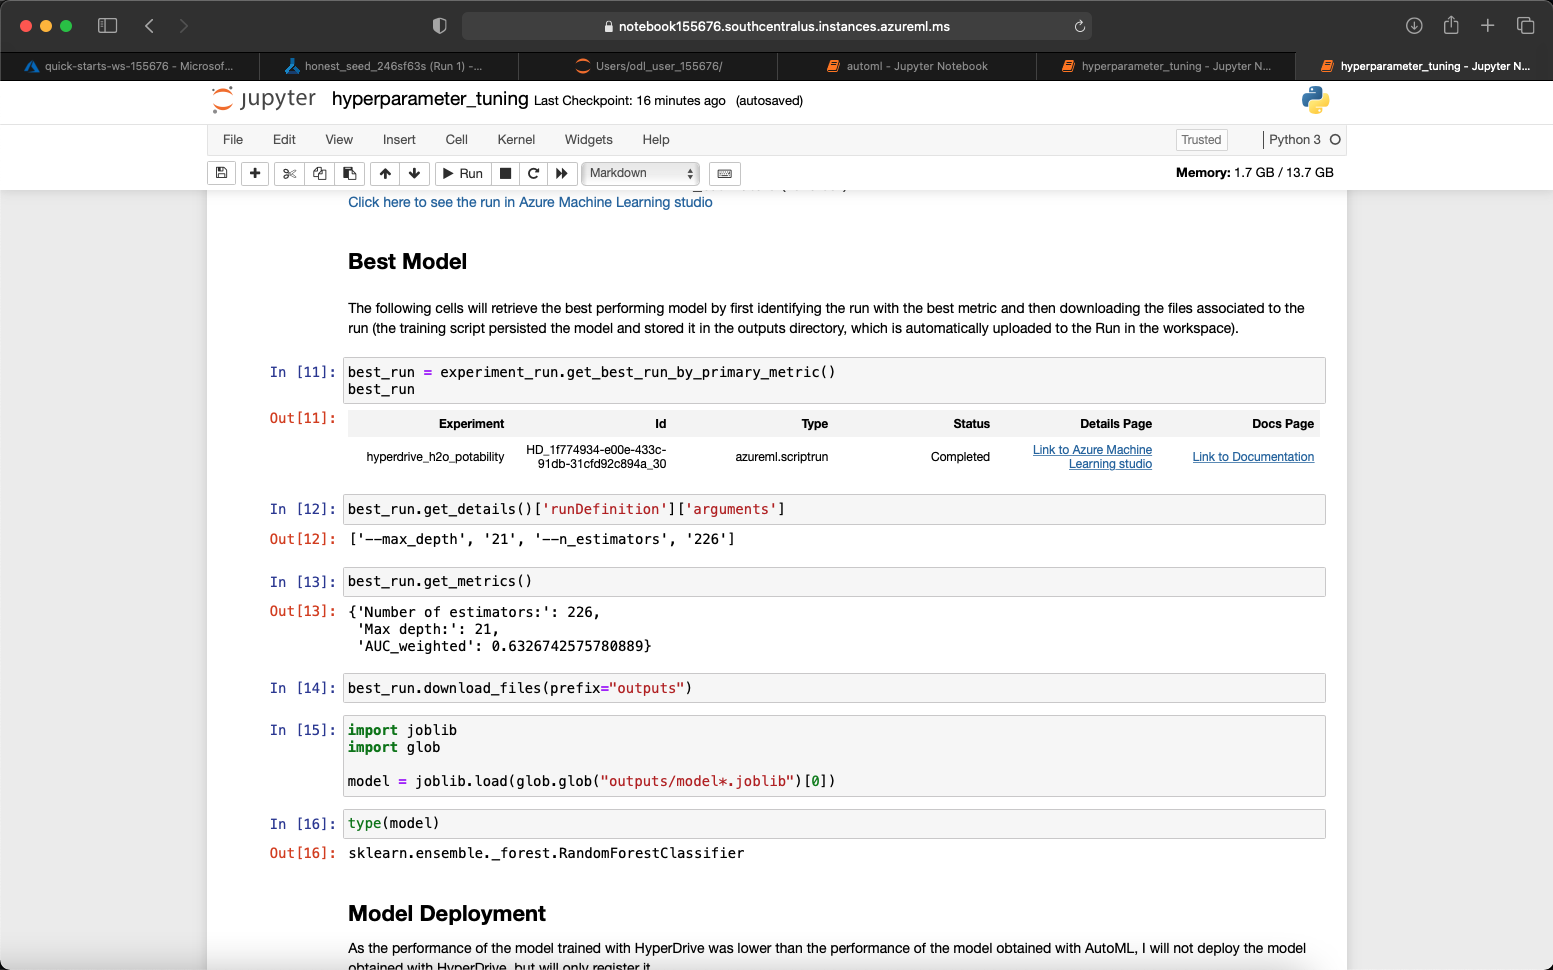 notebook155676.southcentralus.instances.azureml.ms
quick-starts-ws-155676 - Microsof...
honest_seed_246sf63s (Run 1) -...
Users/odl_user_155676/
automl - Jupyter Notebook
hyperparameter_tuning - Jupyter N...
hyperparameter_tuning - Jupyter N...
jupyter hyperparameter_tuning Last Checkpoint: 16 minutes ago (autosaved)
File Edit View Insert Cell Kernel Widgets Help Trusted Python 3
Run Markdown Memory: 1.7 GB / 13.7 GB
Click here to see the run in Azure Machine Learning studio
Best Model
The following cells will retrieve the best performing model by first identifying the run with the best metric and then downloading the files associated to the
run (the training script persisted the model and stored it in the outputs directory, which is automatically uploaded to the Run in the workspace).
In [11]: best_run = experiment_run.get_best_run_by_primary_metric()
best_run
Out[11]: Experiment Id Type Status Details Page Docs Page
hyperdrive_h2o_potability HD_1f774934-e00e-433c-91db-31cfd92c894a_30 azureml.scriptrun Completed Link to Azure Machine Learning studio Link to Documentation
In [12]: best_run.get_details()['runDefinition']['arguments']
Out[12]: ['--max_depth', '21', '--n_estimators', '226']
In [13]: best_run.get_metrics()
Out[13]: {'Number of estimators:': 226,
'Max depth:': 21,
'AUC_weighted': 0.6326742575780889}
In [14]: best_run.download_files(prefix="outputs")
In [15]: import joblib
import glob
model = joblib.load(glob.glob("outputs/model*.joblib")[0])
In [16]: type(model)
Out[16]: sklearn.ensemble._forest.RandomForestClassifier
Model Deployment
As the performance of the model trained with HyperDrive was lower than the performance of the model obtained with AutoML, I will not deploy the model
obtained with HyperDrive, but will only register it.